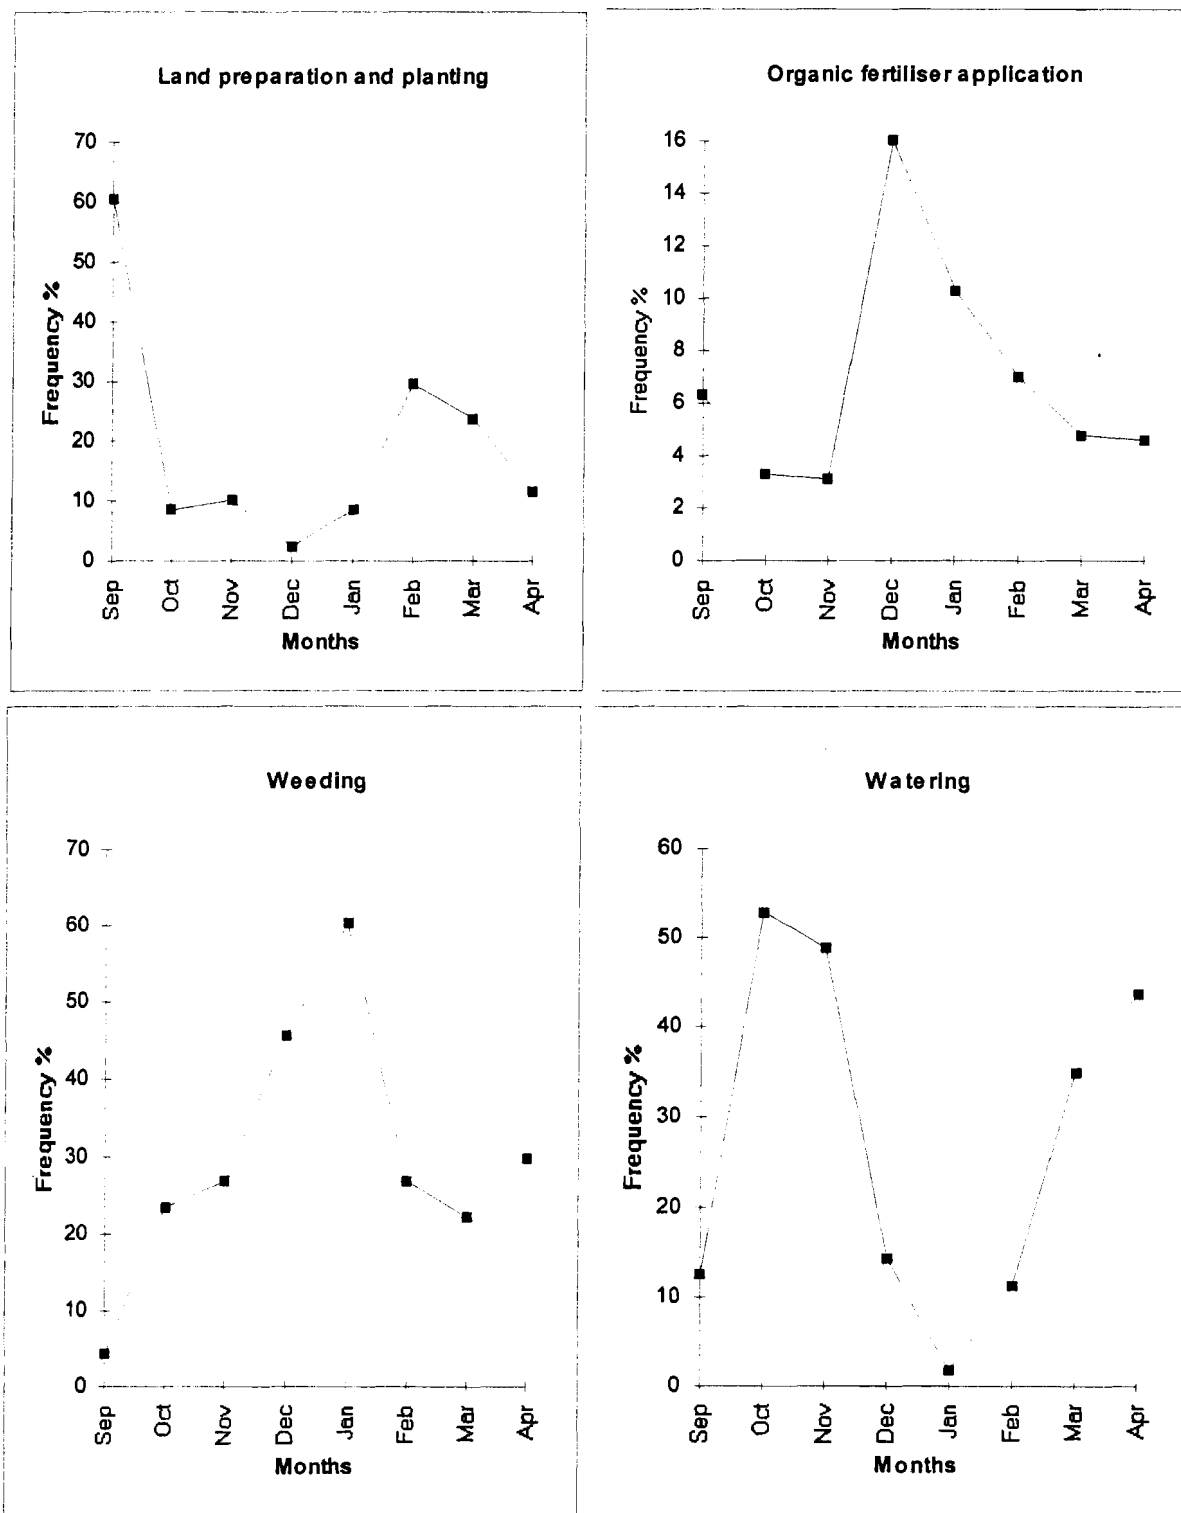 Land preparation and planting
70
60
50
40
30
20
10
0
Frequency %
Sep Oct Nov Dec Jan Feb Mar Apr
Months
Organic fertiliser application
16
14
12
10
8
6
4
2
0
Frequency %
Sep Oct Nov Dec Jan Feb Mar Apr
Months
Weeding
70
60
50
40
30
20
10
0
Frequency %
Sep Oct Nov Dec Jan Feb Mar Apr
Months
Watering
60
50
40
30
20
10
0
Frequency %
Sep Oct Nov Dec Jan Feb Mar Apr
Months